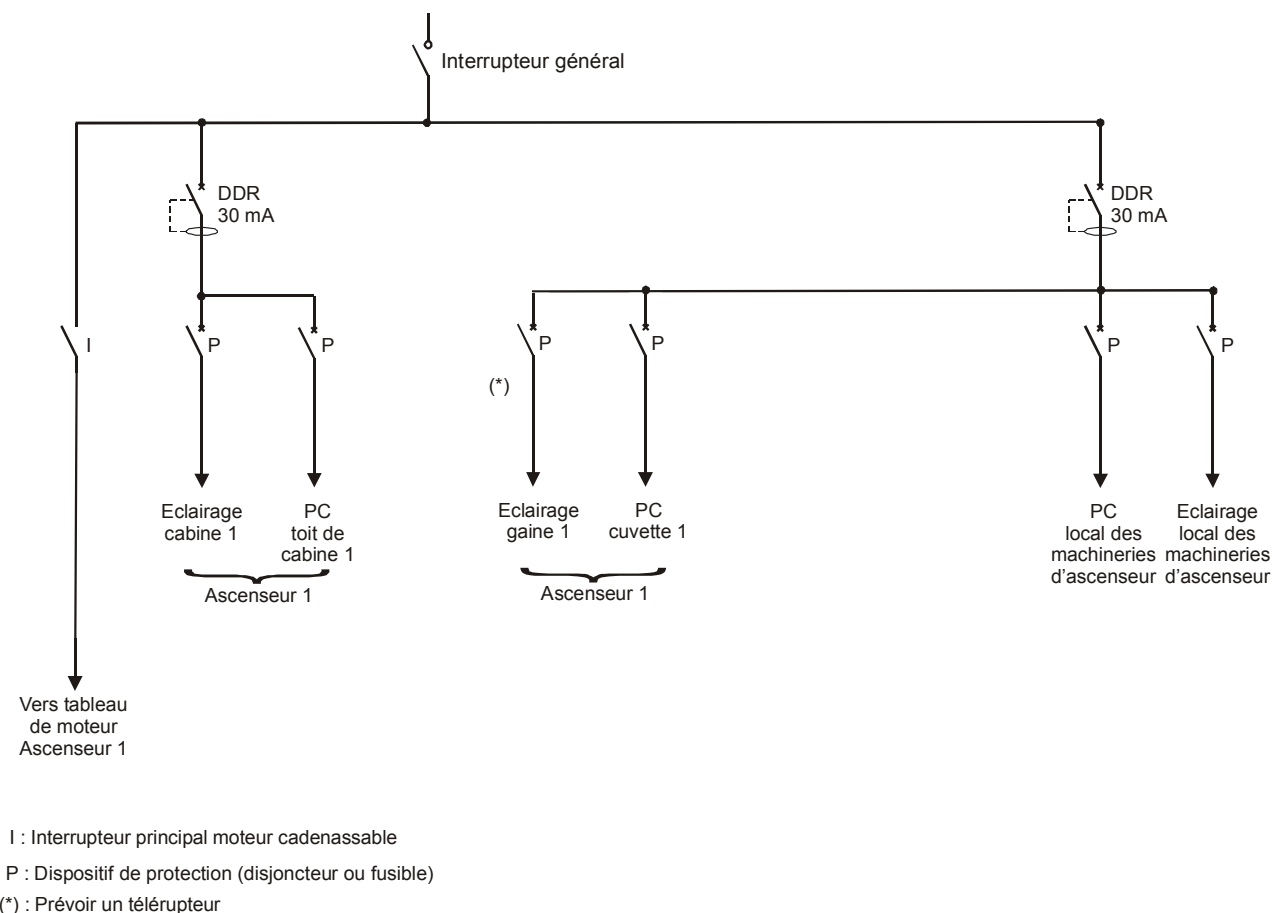 Interrupteur général
DDR
30 mA
DDR
30 mA
I
P
P
P
P
P
P
(*)
Eclairage
cabine 1
PC
toit de
cabine 1
Eclairage
gaine 1
PC
cuvette 1
PC
local des
machineries
d'ascenseur
Eclairage
local des
machineries
d'ascenseur
Ascenseur 1
Ascenseur 1
Vers tableau
de moteur
Ascenseur 1
I : Interrupteur principal moteur cadenassable
P : Dispositif de protection (disjoncteur ou fusible)
(*) : Prévoir un télérupteur